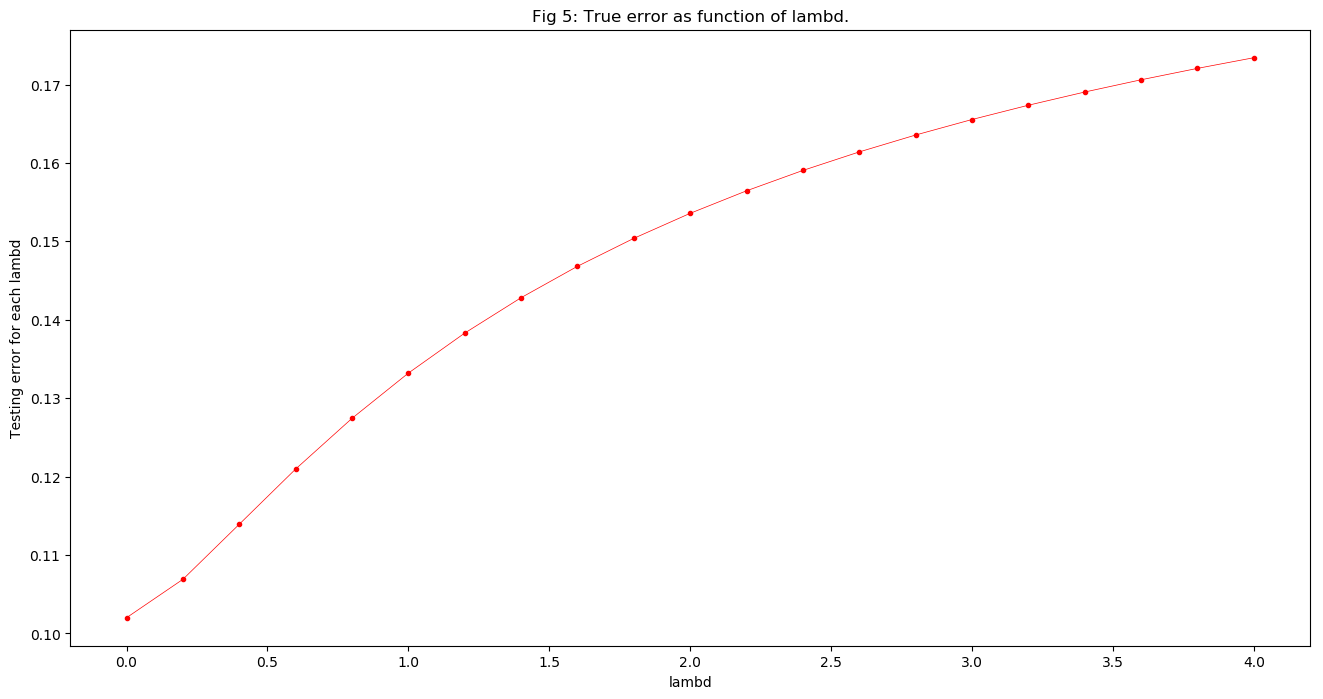 Fig 5: True error as function of lambd.
Testing error for each lambd
0.17
0.16
0.15
0.14
0.13
0.12
0.11
0.10
0.0 0.5 1.0 1.5 2.0 2.5 3.0 3.5 4.0
lambd